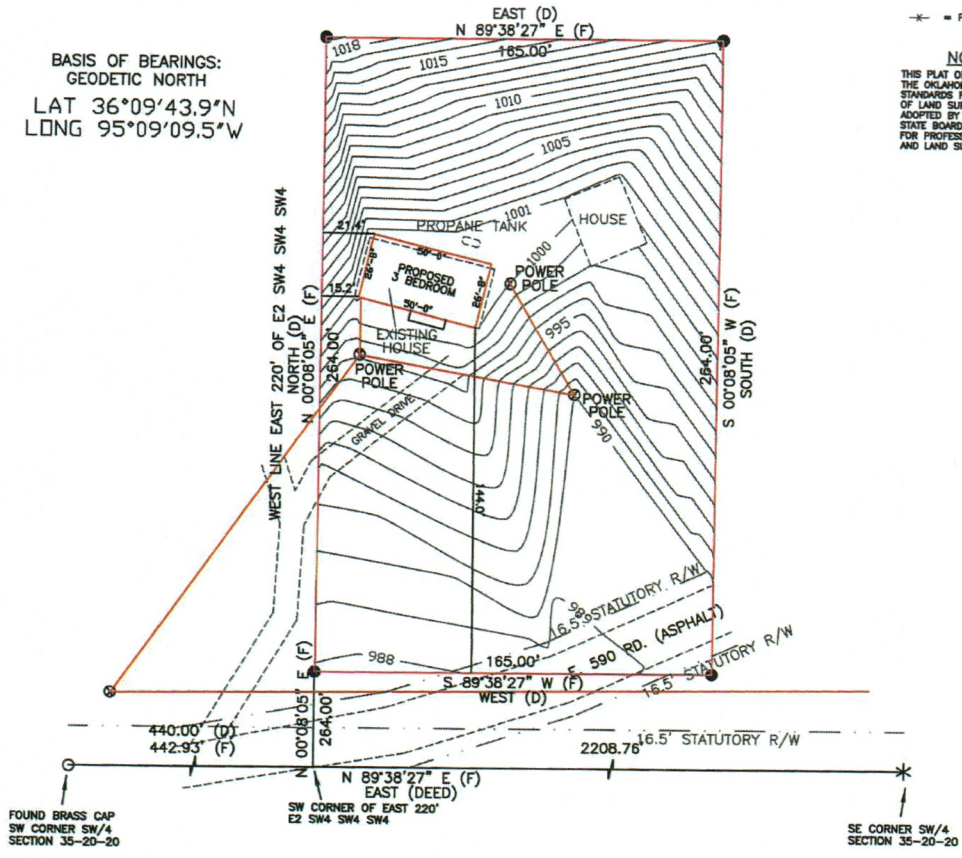 EAST (D)
N 89°38'27" E (F)
165.00'
BASIS OF BEARINGS:
GEODETIC NORTH
LAT 36°09'43.9"N
LONG 95°09'09.5"W
NO
THIS PLAT O
THE OKLAHO
STANDARDS F
OF LAND SU
ADOPTED BY
STATE BOARD
FOR PROFESS
AND LAND SU
1018
1015
1010
1005
1001
1000
HOUSE
PROPANE TANK
21.4'
50'-0"
26'-8"
PROPOSED
3 BEDROOM
26'-8"
15.2'
50'-0"
POWER
POLE
EXISTING
HOUSE
995
POWER
POLE
POWER
POLE
990
GRAVEL DRIVE
WEST LINE EAST 220' OF E2 SW4 SW4 SW4
NORTH (D)
N 00°08'05" E (F)
264.00'
264.00'
S 00°08'05" W (F)
SOUTH (D)
144.0'
16.5' STATUTORY R/W
E. 590 RD. (ASPHALT)
16.5' STATUTORY R/W
988
165.00'
S 89°38'27" W (F)
WEST (D)
N 00°08'05" E (F)
264.00'
440.00' (D)
442.93' (F)
16.5' STATUTORY R/W
2208.76'
N 89°38'27" E (F)
EAST (DEED)
FOUND BRASS CAP
SW CORNER SW/4
SECTION 35-20-20
SW CORNER OF EAST 220'
E2 SW4 SW4 SW4
SE CORNER SW/4
SECTION 35-20-20